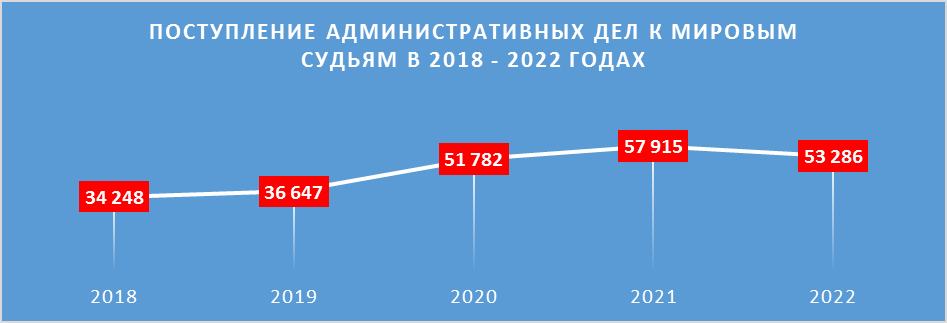 ПОСТУПЛЕНИЕ АДМИНИСТРАТИВНЫХ ДЕЛ К МИРОВЫМ
СУДЬЯМ В 2018 - 2022 ГОДАХ
34 248
36 647
51 782
57 915
53 286
2018 2019 2020 2021 2022